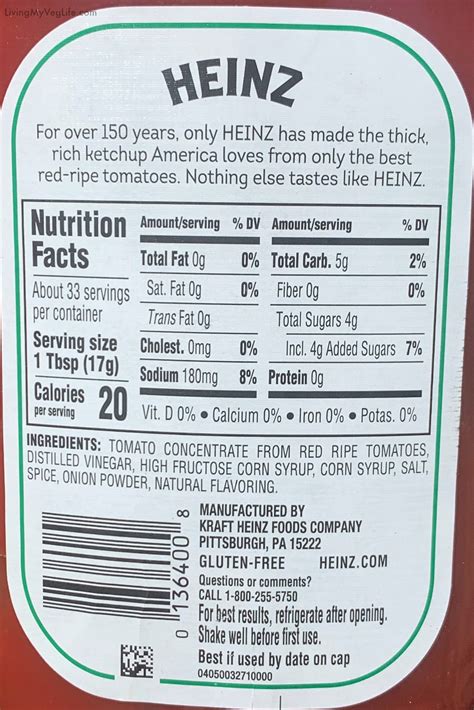 LivingMyVegLife.com
HEINZ
For over 150 years, only HEINZ has made the thick,
rich ketchup America loves from only the best
red-ripe tomatoes. Nothing else tastes like HEINZ.
Nutrition
Facts
About 33 servings
per container
Serving size
1 Tbsp (17g)
Calories 20
per serving
Amount/serving % DV
Total Fat 0g 0%
Sat. Fat 0g 0%
Trans Fat 0g
Cholest. 0mg 0%
Sodium 180mg 8%
Amount/serving % DV
Total Carb. 5g 2%
Fiber 0g 0%
Total Sugars 4g
Incl. 4g Added Sugars 7%
Protein 0g
Vit. D 0% • Calcium 0% • Iron 0% • Potas. 0%
INGREDIENTS: TOMATO CONCENTRATE FROM RED RIPE TOMATOES,
DISTILLED VINEGAR, HIGH FRUCTOSE CORN SYRUP, CORN SYRUP, SALT,
SPICE, ONION POWDER, NATURAL FLAVORING.
0 136400 8
MANUFACTURED BY
KRAFT HEINZ FOODS COMPANY
PITTSBURGH, PA 15222
GLUTEN-FREE HEINZ.COM
Questions or comments?
CALL 1-800-255-5750
For best results, refrigerate after opening.
Shake well before first use.
Best if used by date on cap
04050032710000